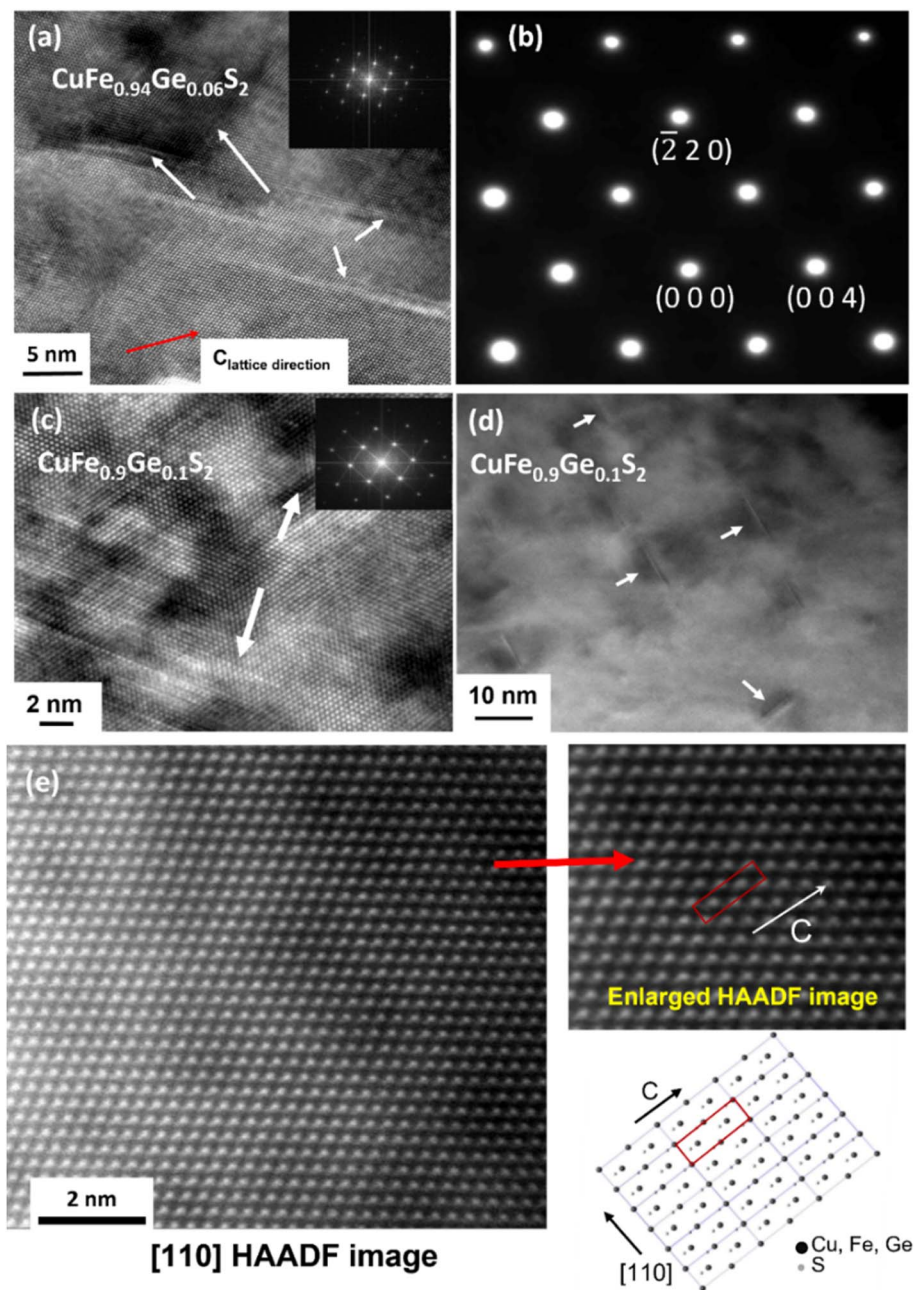 (a)
CuFe₀.₉₄Ge₀.₀₆S₂
5 nm
C lattice direction
(b)
(2̅ 2 0)
(0 0 0)
(0 0 4)
(c)
CuFe₀.₉Ge₀.₁S₂
2 nm
(d)
CuFe₀.₉Ge₀.₁S₂
10 nm
(e)
2 nm
[110] HAADF image
C
Enlarged HAADF image
C
[110]
Cu, Fe, Ge
S